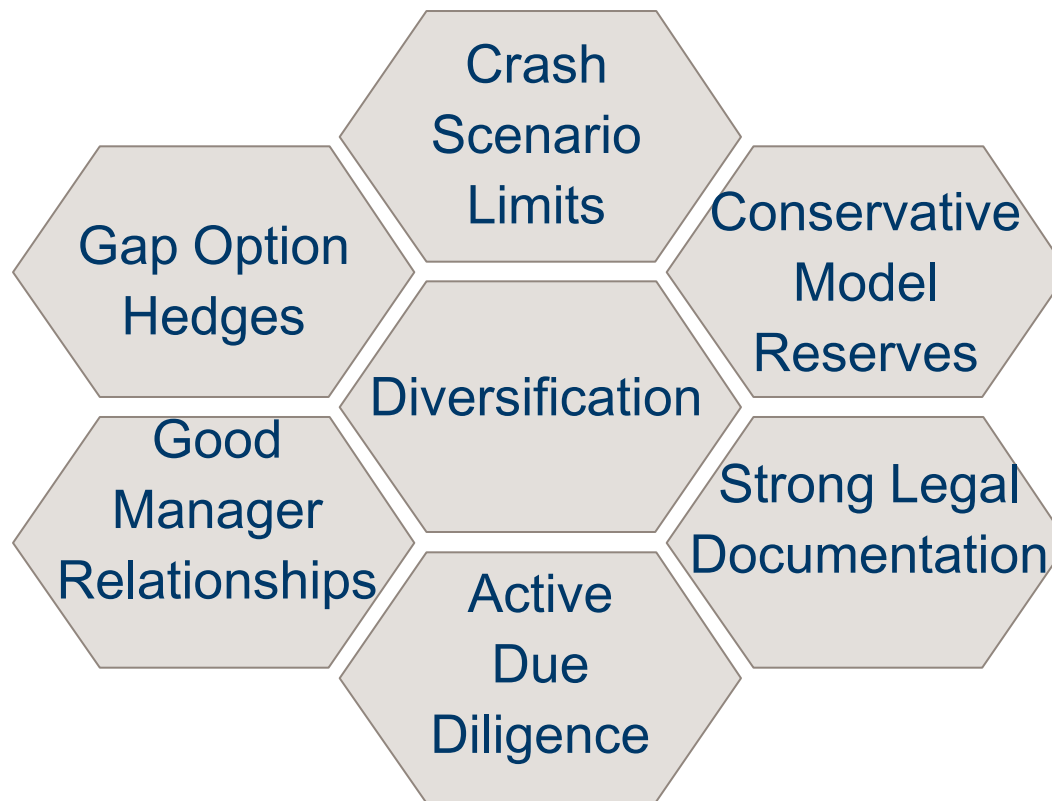 Crash
Scenario
Limits
Gap Option
Hedges
Conservative
Model
Reserves
Diversification
Good
Manager
Relationships
Strong Legal
Documentation
Active
Due
Diligence